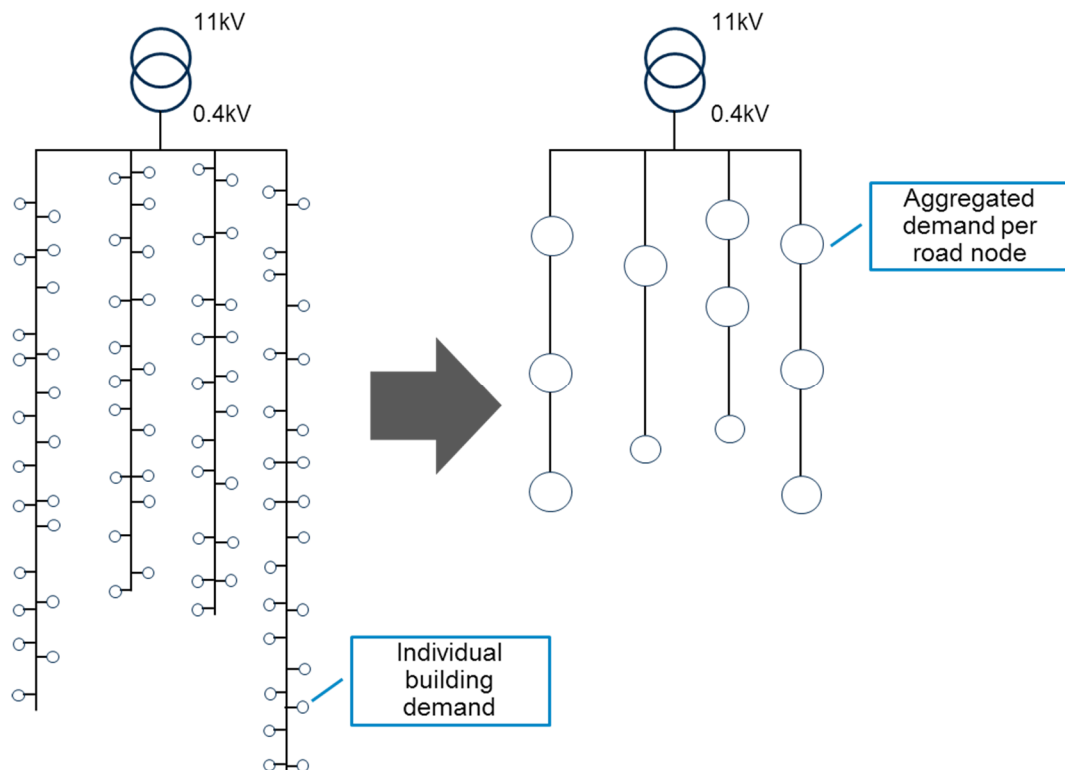 11kV
0.4kV
11kV
0.4kV
Aggregated
demand per
road node
Individual
building
demand